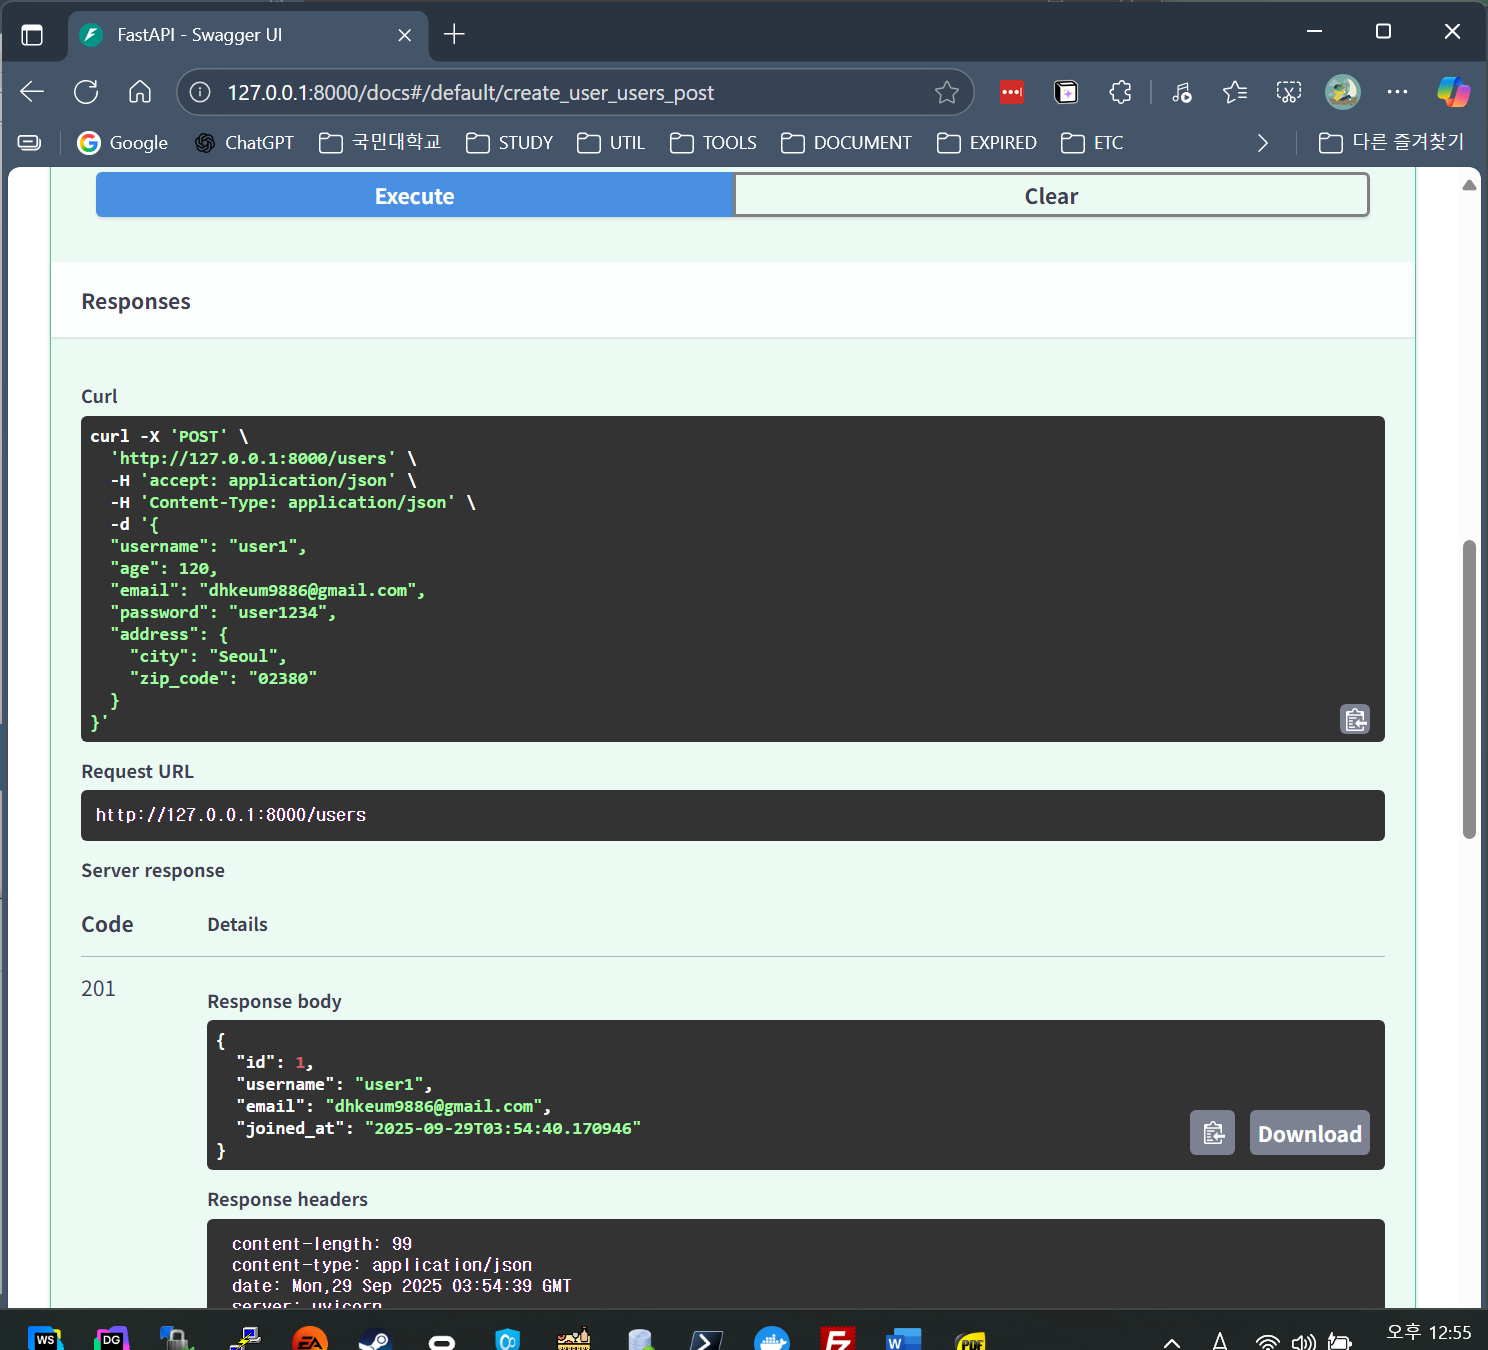 FastAPI - Swagger UI
127.0.0.1:8000/docs#/default/create_user_users_post
Google
ChatGPT
국민대학교
STUDY
UTIL
TOOLS
DOCUMENT
EXPIRED
ETC
다른 즐겨찾기
Execute
Clear
Responses
Curl
curl -X 'POST' \
'http://127.0.0.1:8000/users' \
-H 'accept: application/json' \
-H 'Content-Type: application/json' \
-d '{
"username": "user1",
"age": 120,
"email": "dhkeum9886@gmail.com",
"password": "user1234",
"address": {
"city": "Seoul",
"zip_code": "02380"
}
}'
Request URL
http://127.0.0.1:8000/users
Server response
Code
Details
201
Response body
{
"id": 1,
"username": "user1",
"email": "dhkeum9886@gmail.com",
"joined_at": "2025-09-29T03:54:40.170946"
}
Download
Response headers
content-length: 99
content-type: application/json
date: Mon,29 Sep 2025 03:54:39 GMT
server: uvicorn
WS
DG
EA
W
PDF
A
오후 12:55